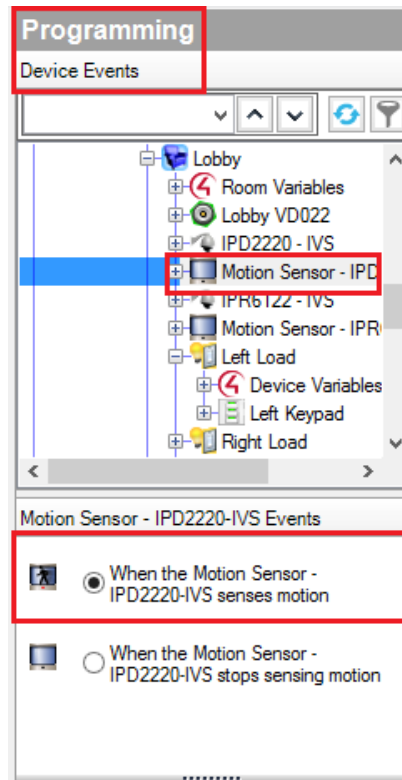 Programming
Device Events
Lobby
Room Variables
Lobby VD022
IPD2220 - IVS
Motion Sensor - IPD
IPR6122 - IVS
Motion Sensor - IPR
Left Load
Device Variables
Left Keypad
Right Load
Motion Sensor - IPD2220-IVS Events
When the Motion Sensor -
IPD2220-IVS senses motion
When the Motion Sensor -
IPD2220-IVS stops sensing motion